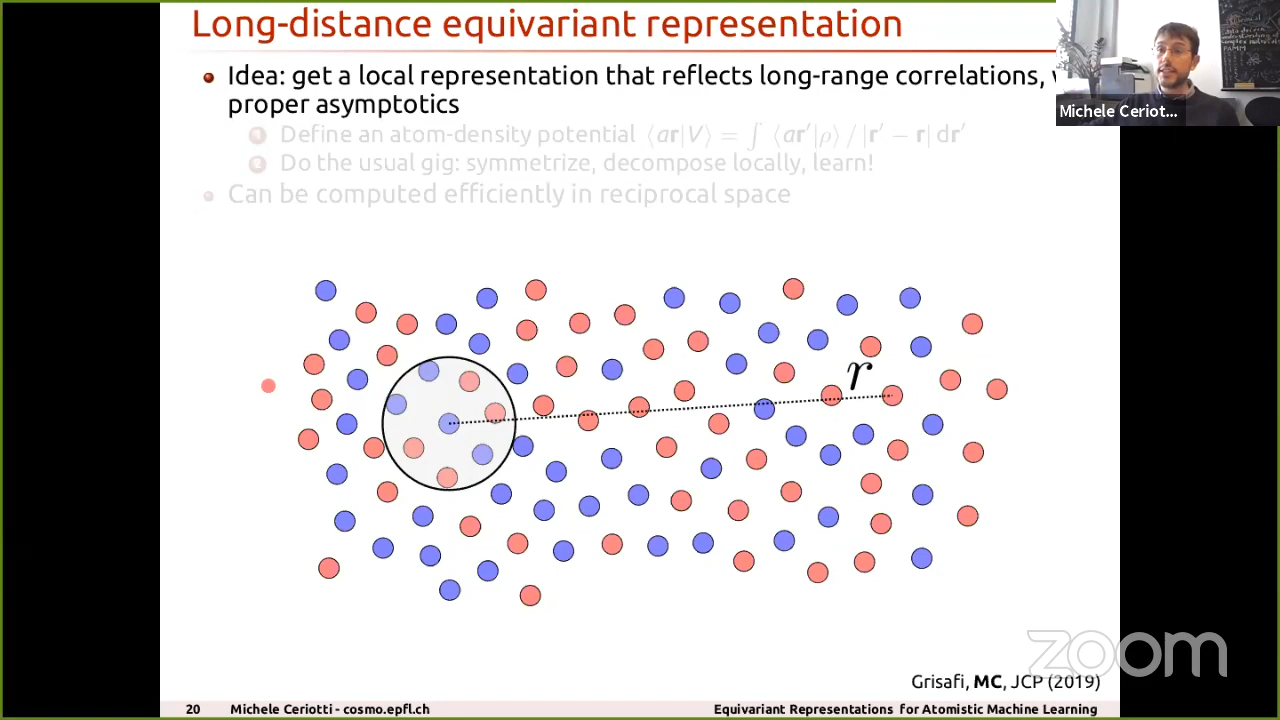 Long-distance equivariant representation
Idea: get a local representation that reflects long-range correlations,
proper asymptotics
1 Define an atom-density potential ⟨ar|V⟩ = ∫ ⟨ar′|ρ⟩ / |r′ − r| dr′
2 Do the usual gig: symmetrize, decompose locally, learn!
Can be computed efficiently in reciprocal space
Michele Ceriot...
r
zoom
Grisafi, MC, JCP (2019)
20 Michele Ceriotti - cosmo.epfl.ch Equivariant Representations for Atomistic Machine Learning